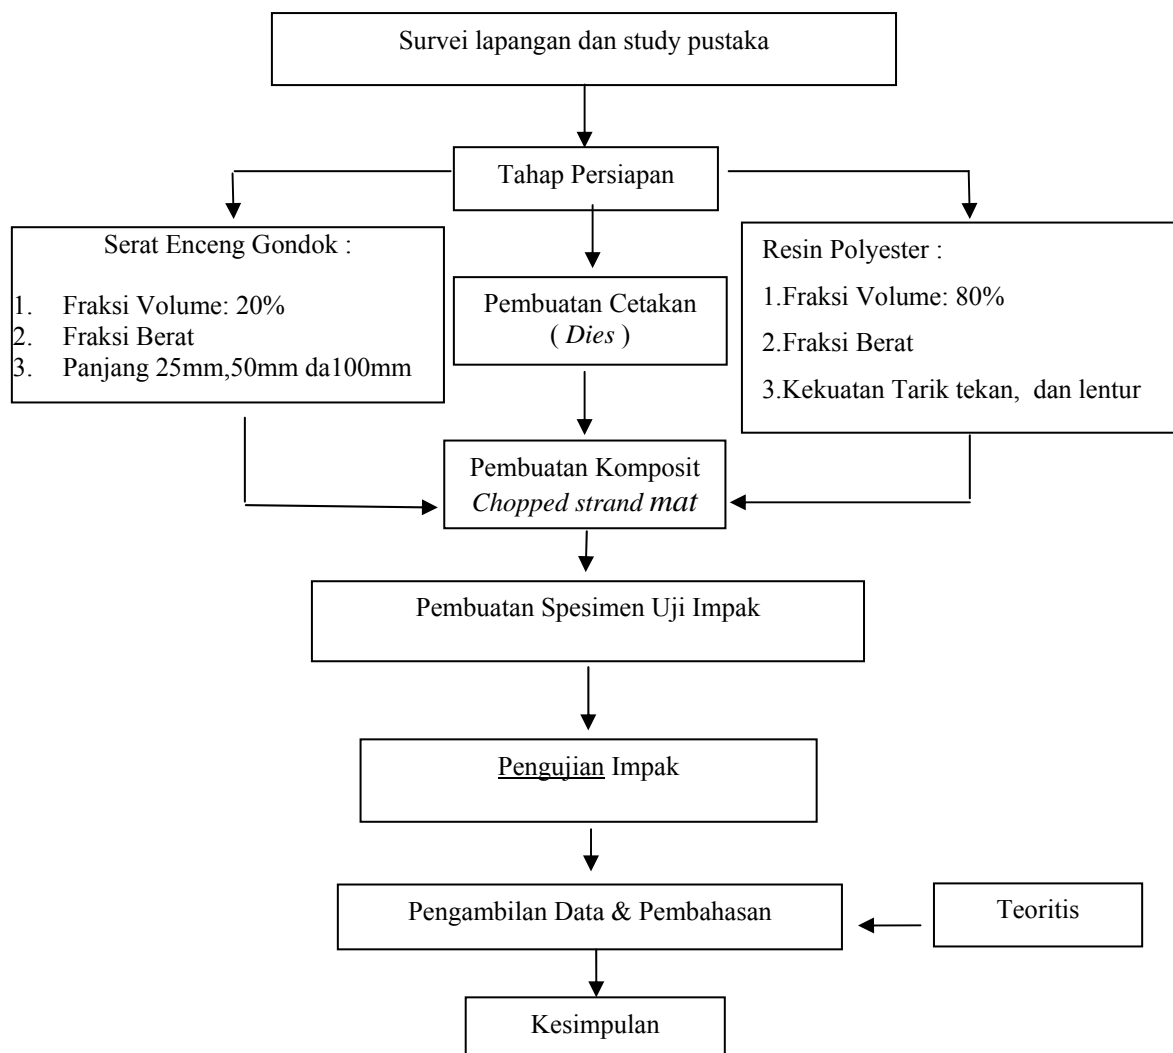 Survei lapangan dan study pustaka
Tahap Persiapan
Serat Enceng Gondok :
1. Fraksi Volume: 20%
2. Fraksi Berat
3. Panjang 25mm,50mm da100mm
Pembuatan Cetakan
( Dies )
Resin Polyester :
1.Fraksi Volume: 80%
2.Fraksi Berat
3.Kekuatan Tarik tekan, dan lentur
Pembuatan Komposit
Chopped strand mat
Pembuatan Spesimen Uji Impak
Pengujian Impak
Pengambilan Data & Pembahasan
Teoritis
Kesimpulan